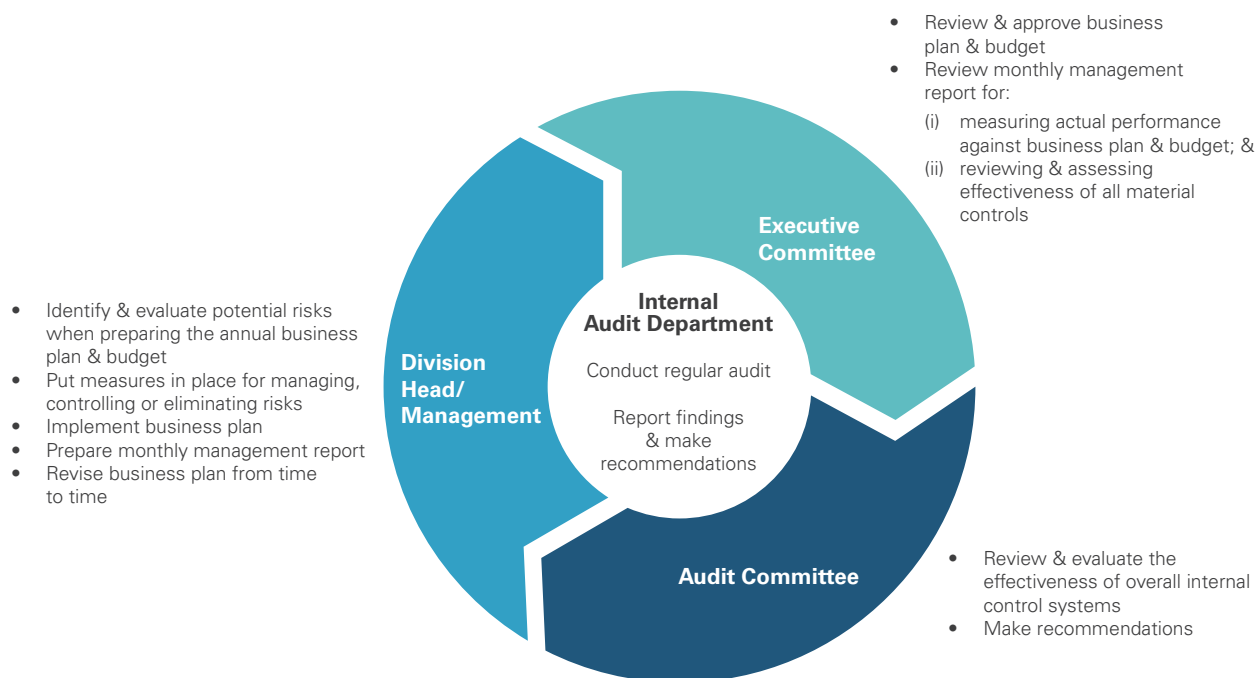 • Review & approve business
plan & budget
• Review monthly management
report for:
(i) measuring actual performance
against business plan & budget; &
(ii) reviewing & assessing
effectiveness of all material
controls
Executive
Committee
Internal
Audit Department
Conduct regular audit
Report findings
& make
recommendations
Division
Head/
Management
• Identify & evaluate potential risks
when preparing the annual business
plan & budget
• Put measures in place for managing,
controlling or eliminating risks
• Implement business plan
• Prepare monthly management report
• Revise business plan from time
to time
Audit Committee
• Review & evaluate the
effectiveness of overall internal
control systems
• Make recommendations